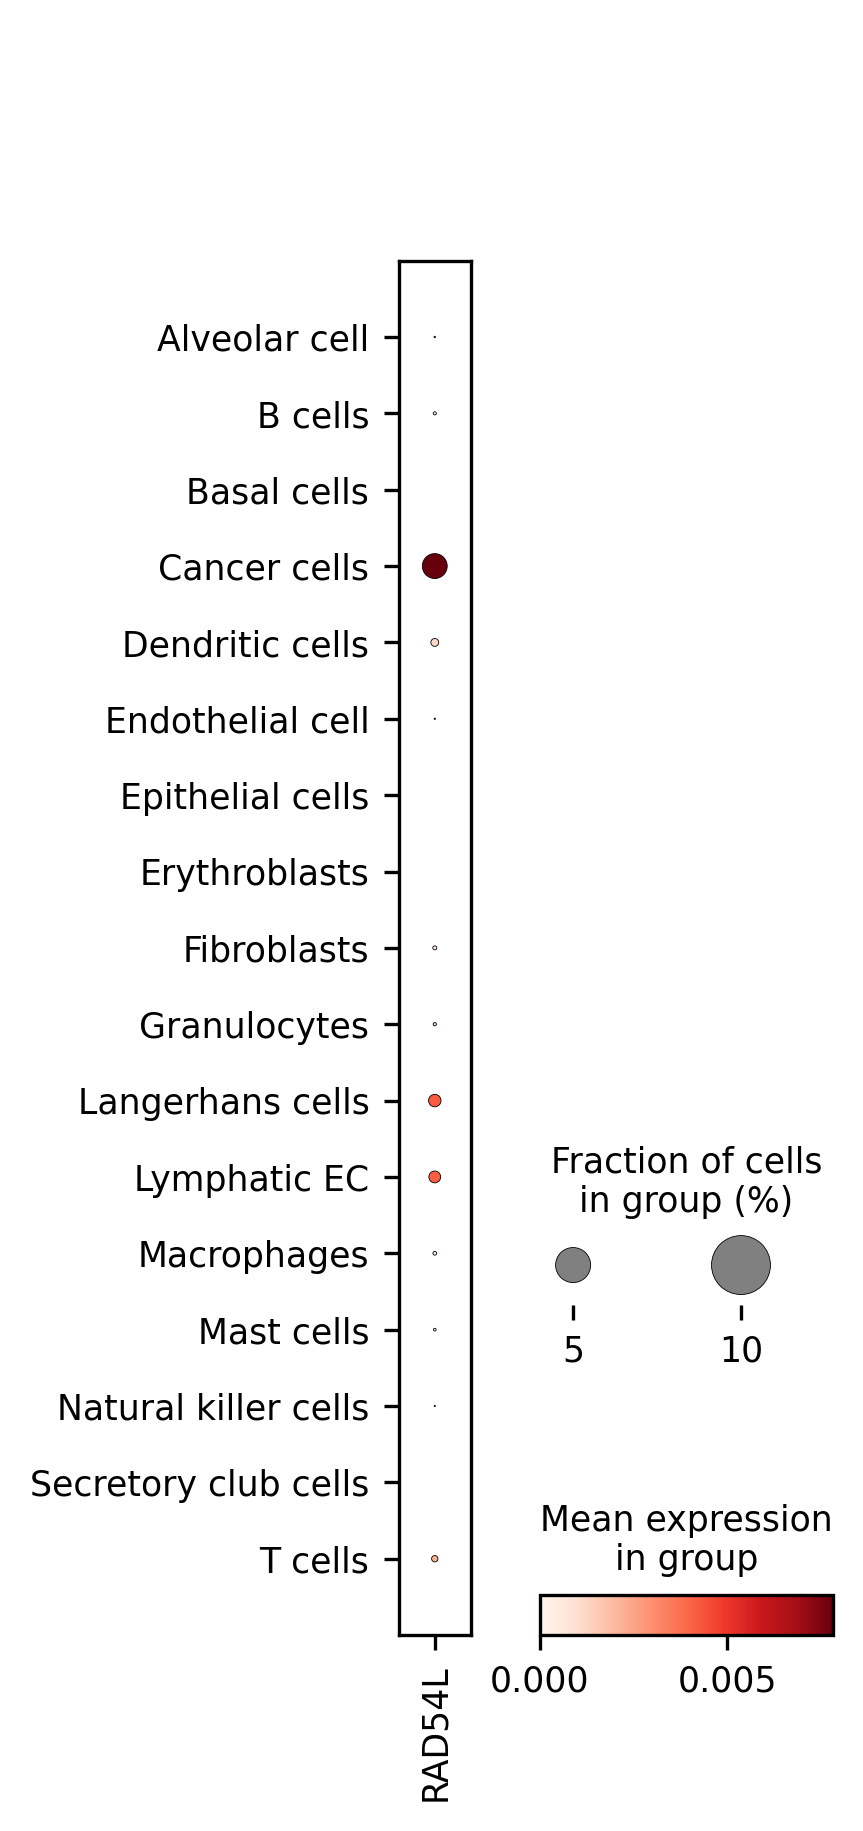 Alveolar cell
B cells
Basal cells
Cancer cells
Dendritic cells
Endothelial cell
Epithelial cells
Erythroblasts
Fibroblasts
Granulocytes
Langerhans cells
Lymphatic EC
Macrophages
Mast cells
Natural killer cells
Secretory club cells
T cells
RAD54L
Fraction of cells
in group (%)
5 10
Mean expression
in group
0.000 0.005